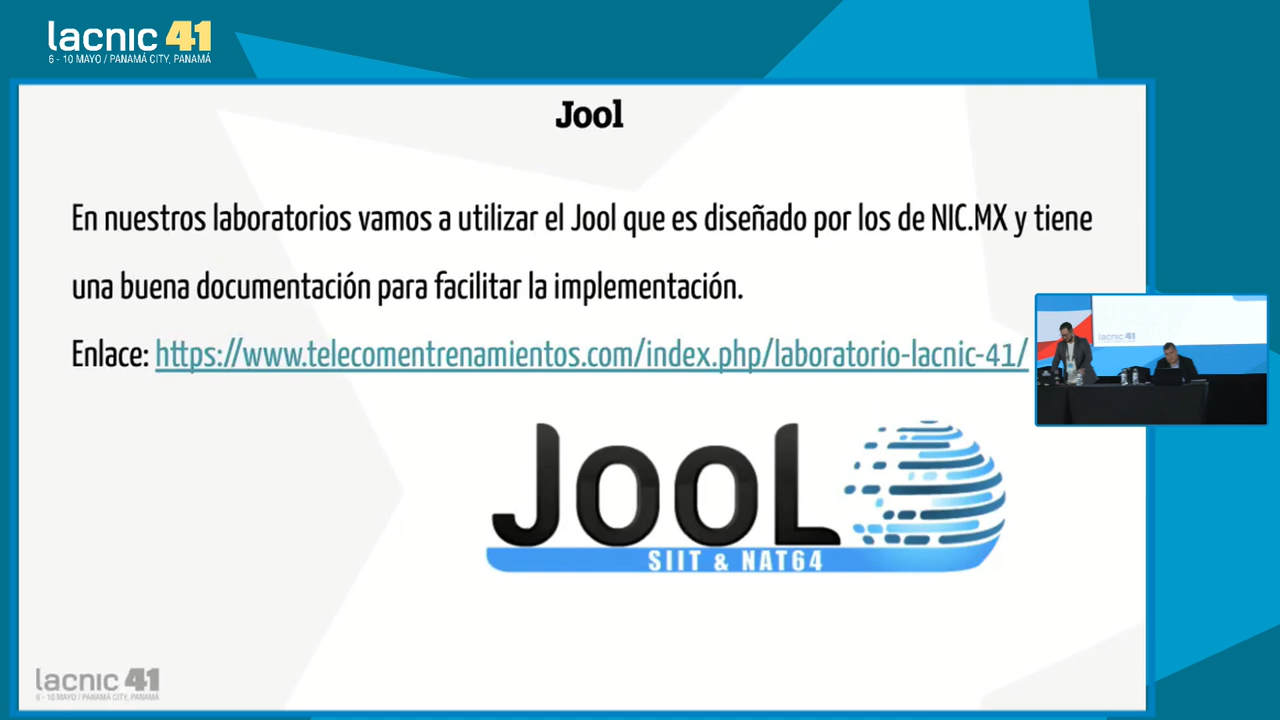 lacnic 41
6 - 10 MAYO / PANAMÁ CITY, PANAMÁ
Jool
En nuestros laboratorios vamos a utilizar el Jool que es diseñado por los de NIC.MX y tiene
una buena documentación para facilitar la implementación.
Enlace: https://www.telecomentrenamientos.com/index.php/laboratorio-lacnic-41/
lacnic 41
JOOL
SIIT & NAT64
lacnic 41
6 - 10 MAYO / PANAMÁ CITY, PANAMÁ